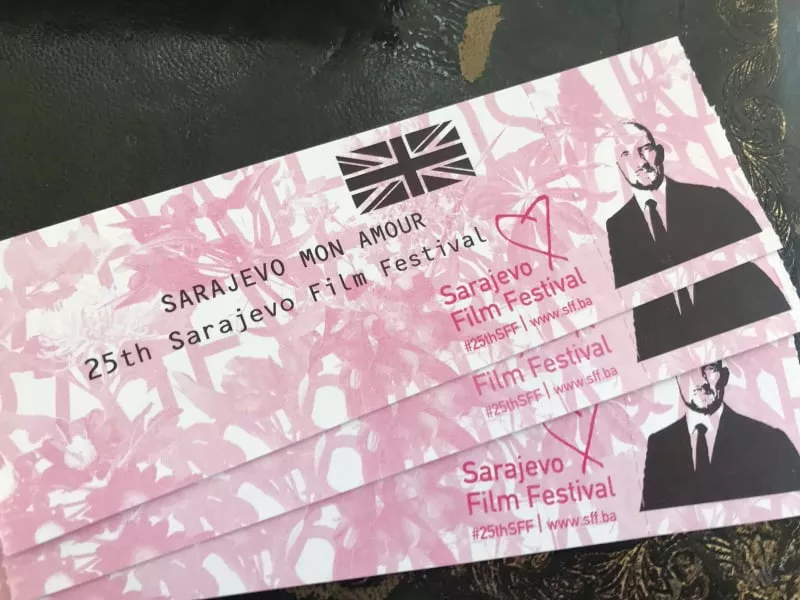 SARAJEVO MON AMOUR
25th Sarajevo Film Festival
Sarajevo
Film Festival
#25thSFF | www.sff.ba
Film Festival
#25thSFF | www.sff.ba
Sarajevo
Film Festival
#25thSFF | www.sff.ba